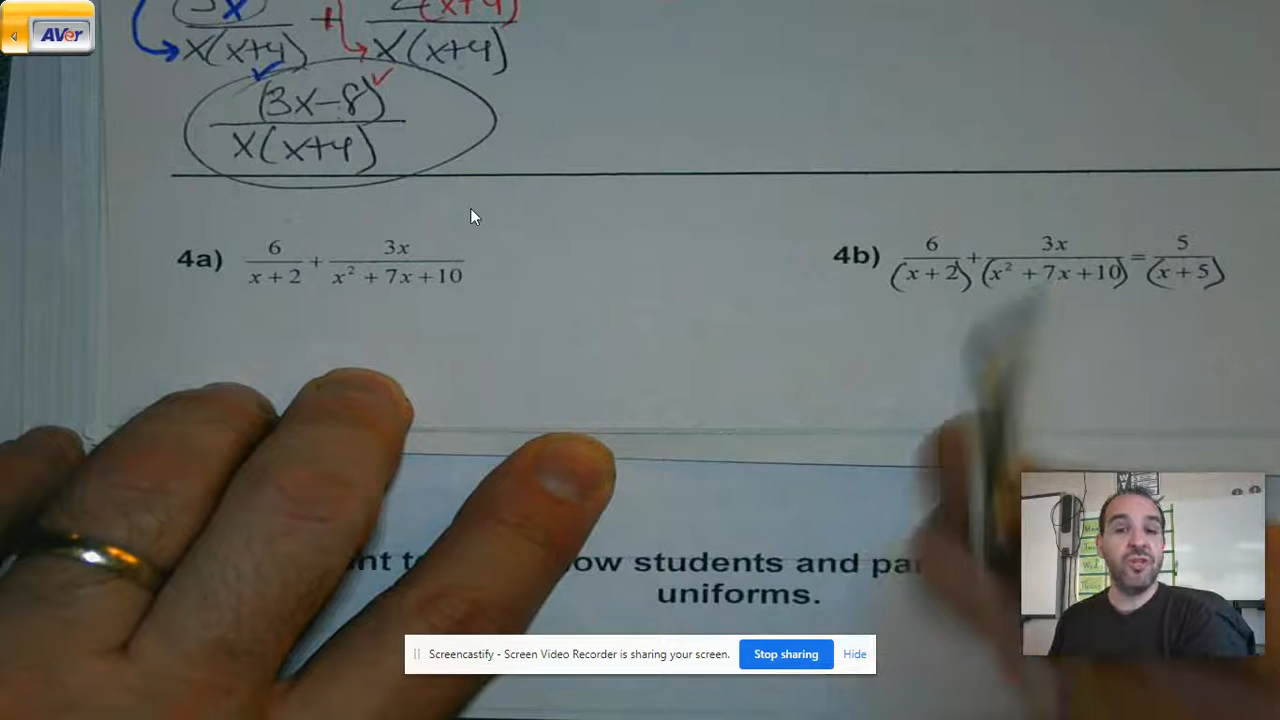 AVer
x + (x+4)
x(x+4) x(x+4)
(3x-8)
x(x+4)
4a) 6/(x + 2) + 3x/(x² + 7x + 10)
4b) 6/(x + 2) + 3x/(x² + 7x + 10) = 5/(x + 5)
students and
uniforms.
Screencastify - Screen Video Recorder is sharing your screen. Stop sharing Hide